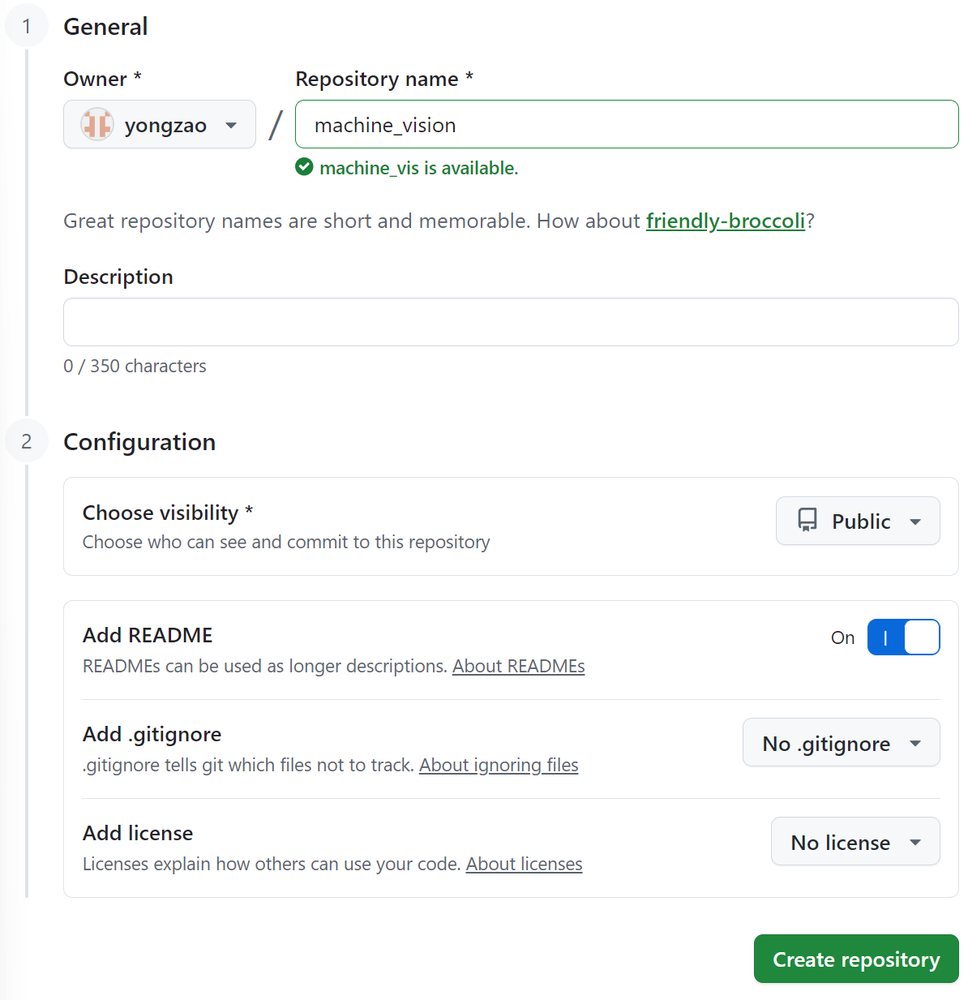 1 General
Owner * Repository name *
yongzao / machine_vision
machine_vis is available.
Great repository names are short and memorable. How about friendly-broccoli?
Description
0 / 350 characters
2 Configuration
Choose visibility *
Choose who can see and commit to this repository
Public
Add README
READMEs can be used as longer descriptions. About READMEs
On
Add .gitignore
.gitignore tells git which files not to track. About ignoring files
No .gitignore
Add license
Licenses explain how others can use your code. About licenses
No license
Create repository